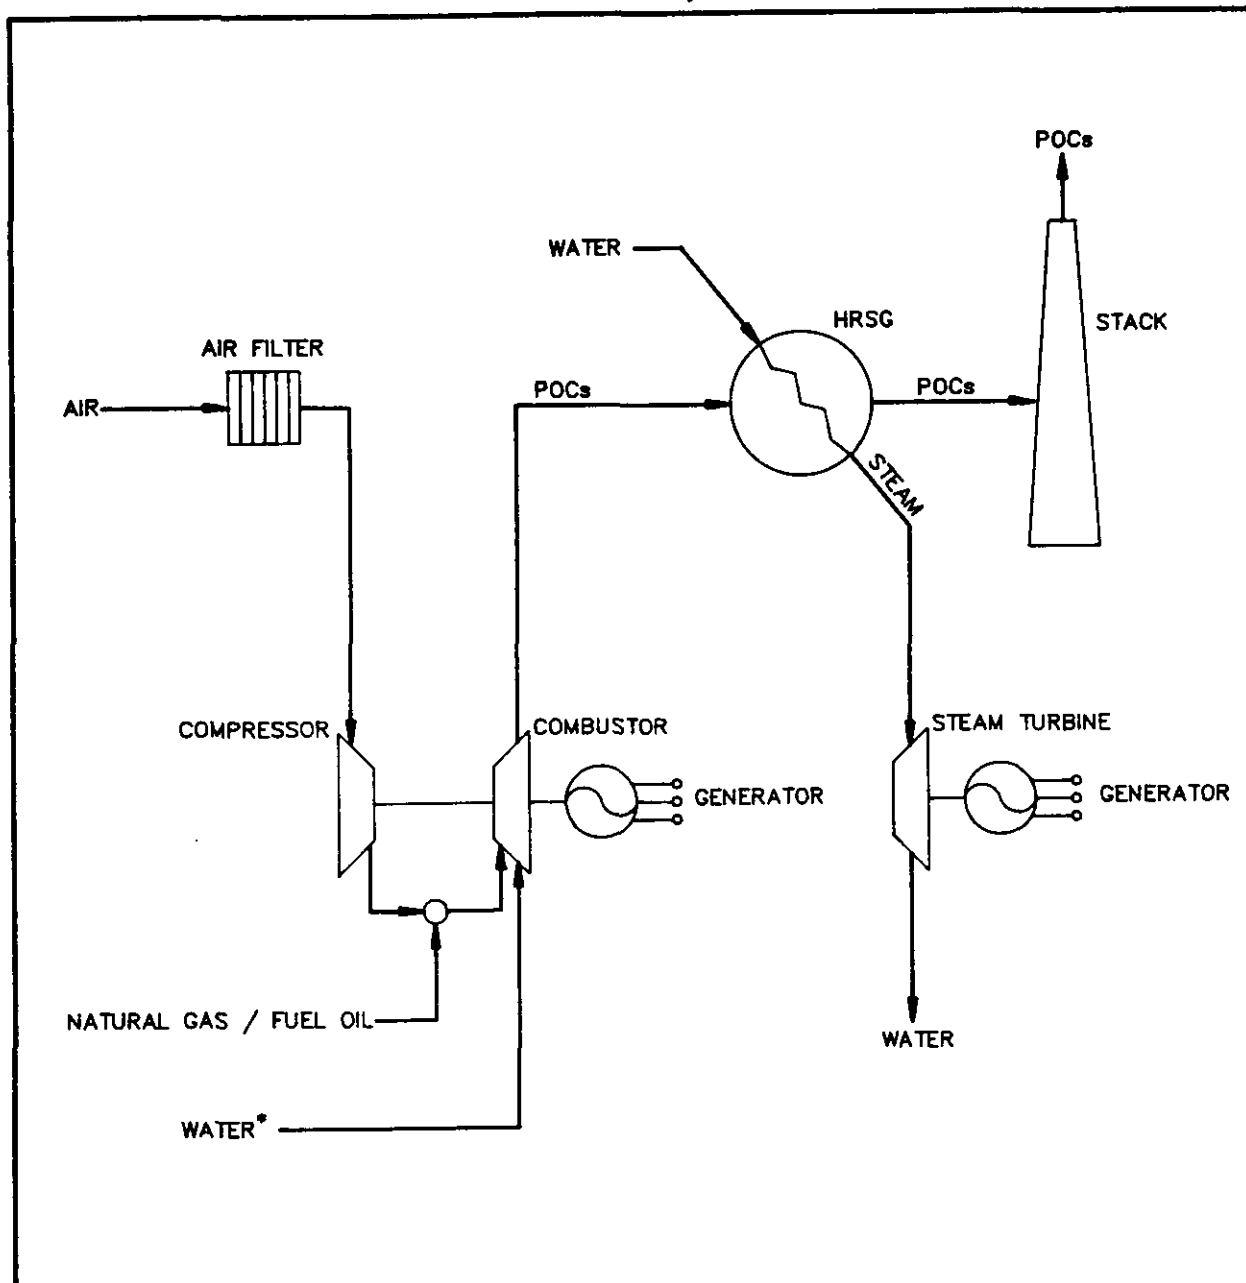 POCs
WATER
HRSG
STACK
AIR FILTER
AIR
POCs
POCs
STEAM
COMPRESSOR
COMBUSTOR
STEAM TURBINE
GENERATOR
GENERATOR
NATURAL GAS / FUEL OIL
WATER
WATER*